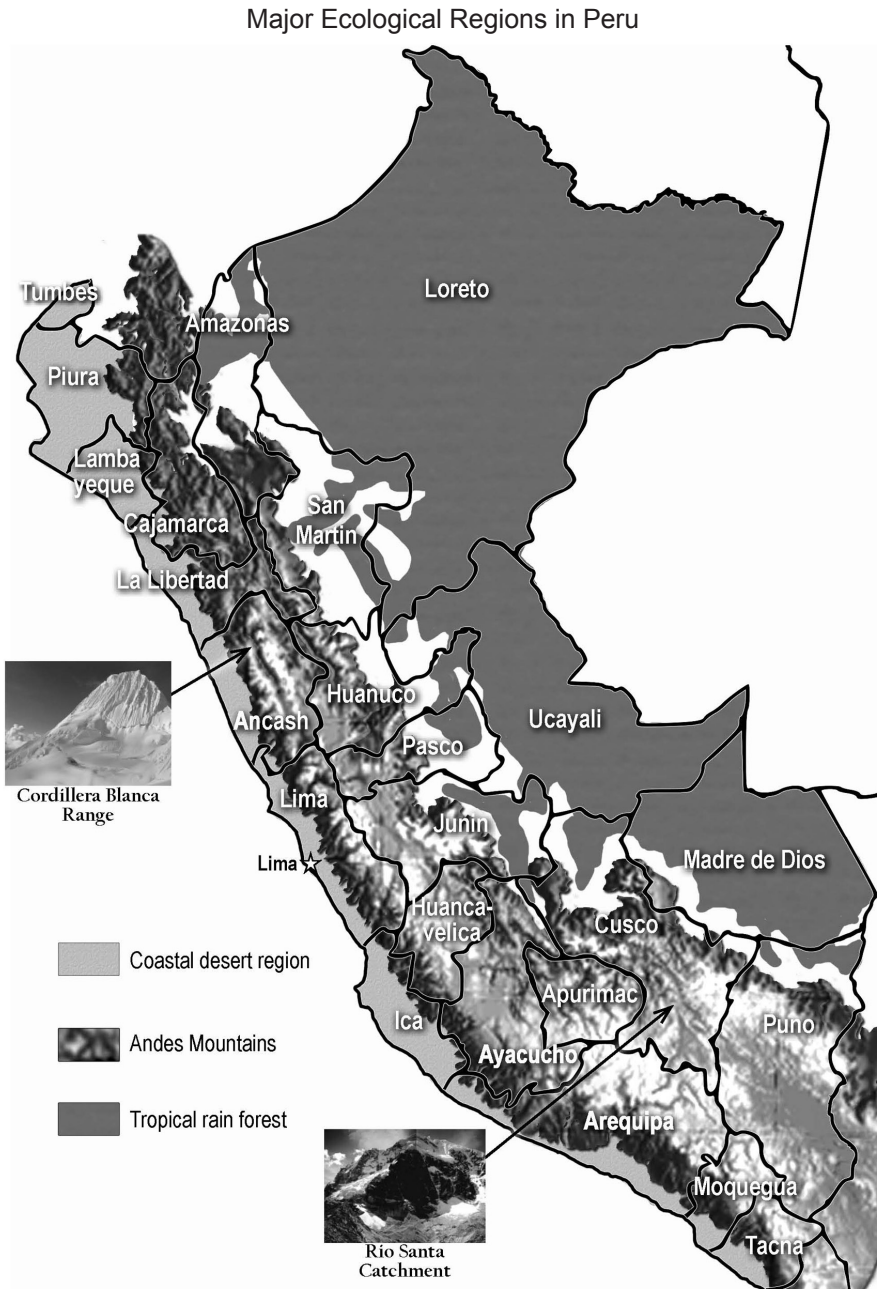 Major Ecological Regions in Peru
Loreto
Tumbes
Amazonas
Piura
Lamba
yeque
San
Martin
Cajamarca
La Libertad
Huanuco
Ucayali
Ancash
Pasco
Cordillera Blanca
Range
Lima
Junin
Lima
Madre de Dios
Huanca-
velica
Cusco
Coastal desert region
Apurimac
Ica
Puno
Andes Mountains
Ayacucho
Tropical rain forest
Arequipa
Moquegua
Tacna
Río Santa
Catchment